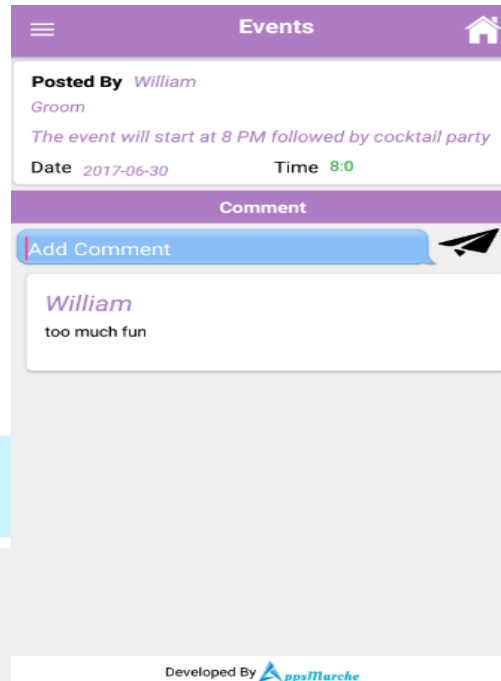 Events
Posted By William
Groom
The event will start at 8 PM followed by cocktail party
Date 2017-06-30 Time 8:0
Comment
Add Comment
William
too much fun
Developed By AppsMarche